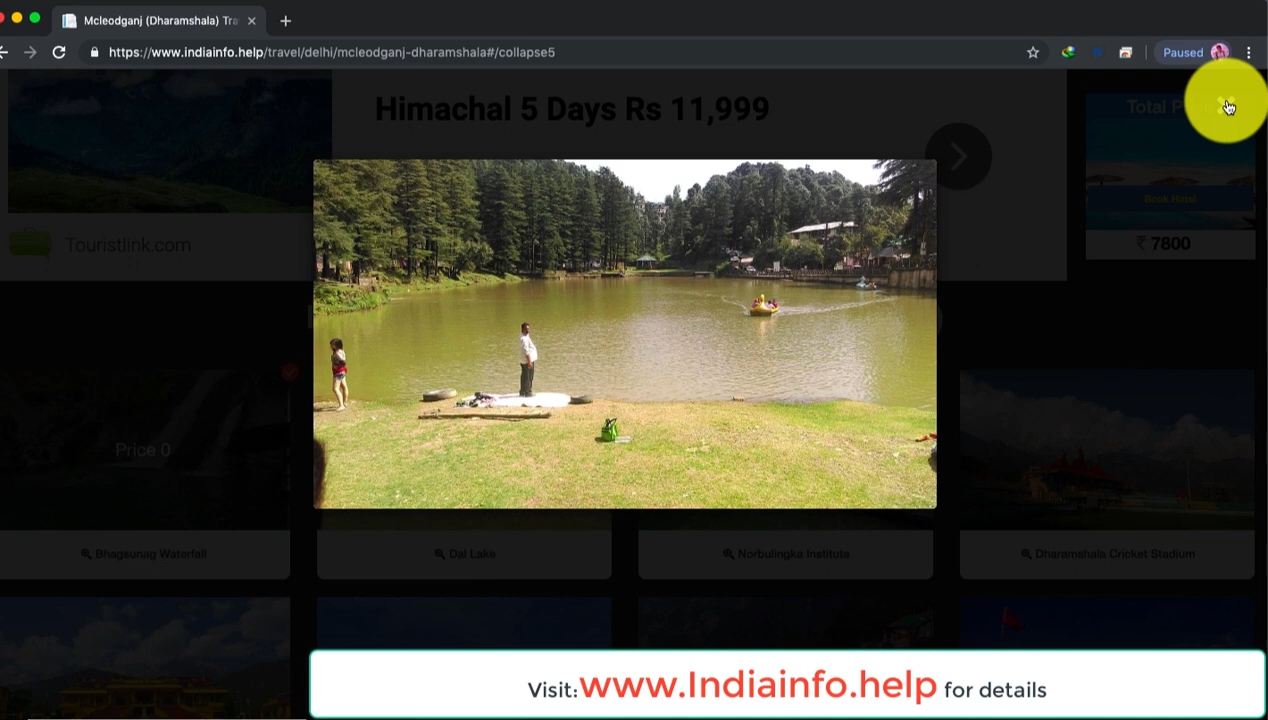 Mcleodganj (Dharamshala) Tra
https://www.indiainfo.help/travel/delhi/mcleodganj-dharamshala#/collapse5
Paused
Himachal 5 Days Rs 11,999
Total P
Book Hotel
₹ 7800
Touristlink.com
Price 0
Bhagsunag Waterfall
Dal Lake
Norbulingka Institute
Dharamshala Cricket Stadium
Visit:www.Indiainfo.help for details